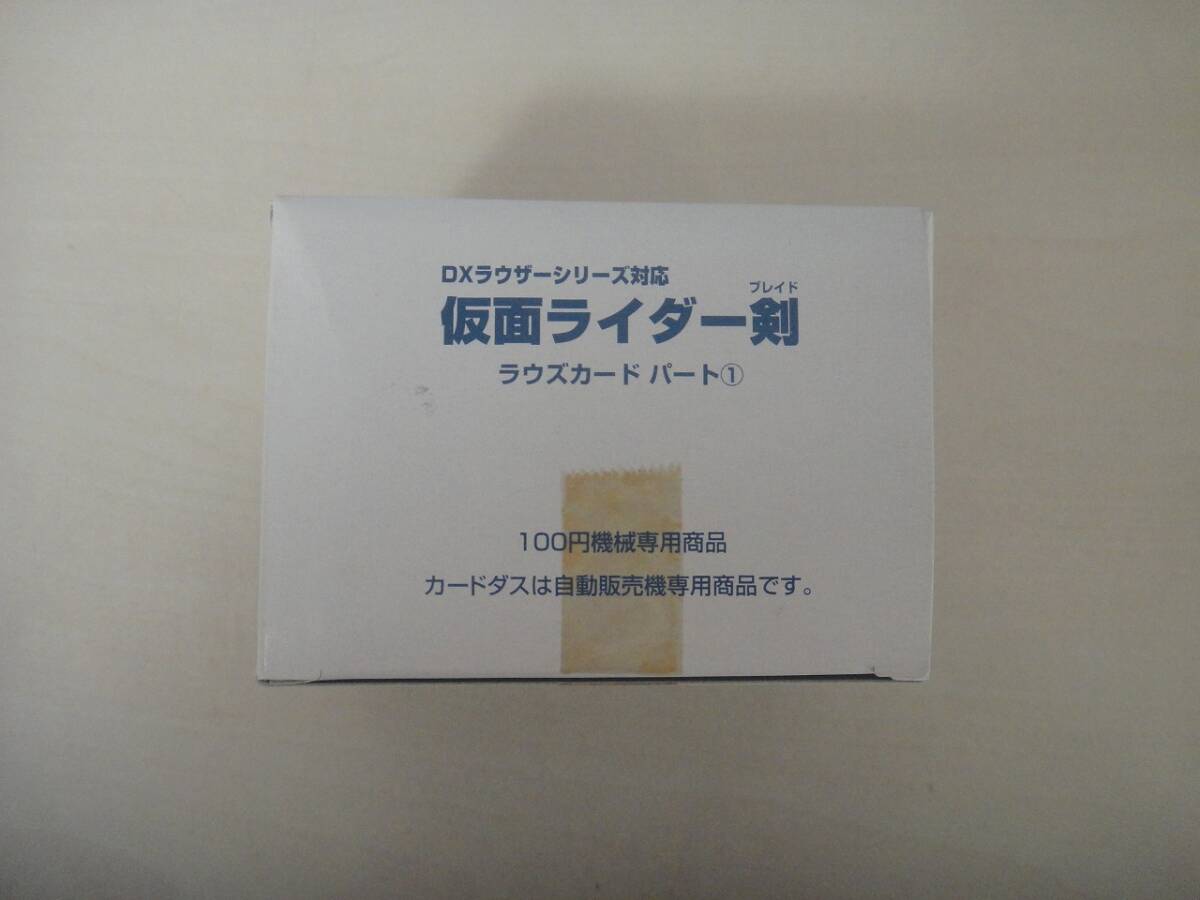 DXラウザーシリーズ対応
ブレイド
仮面ライダー剣
ラウズカード パート①
100円機械専用商品
カードダスは自動販売機専用商品です。